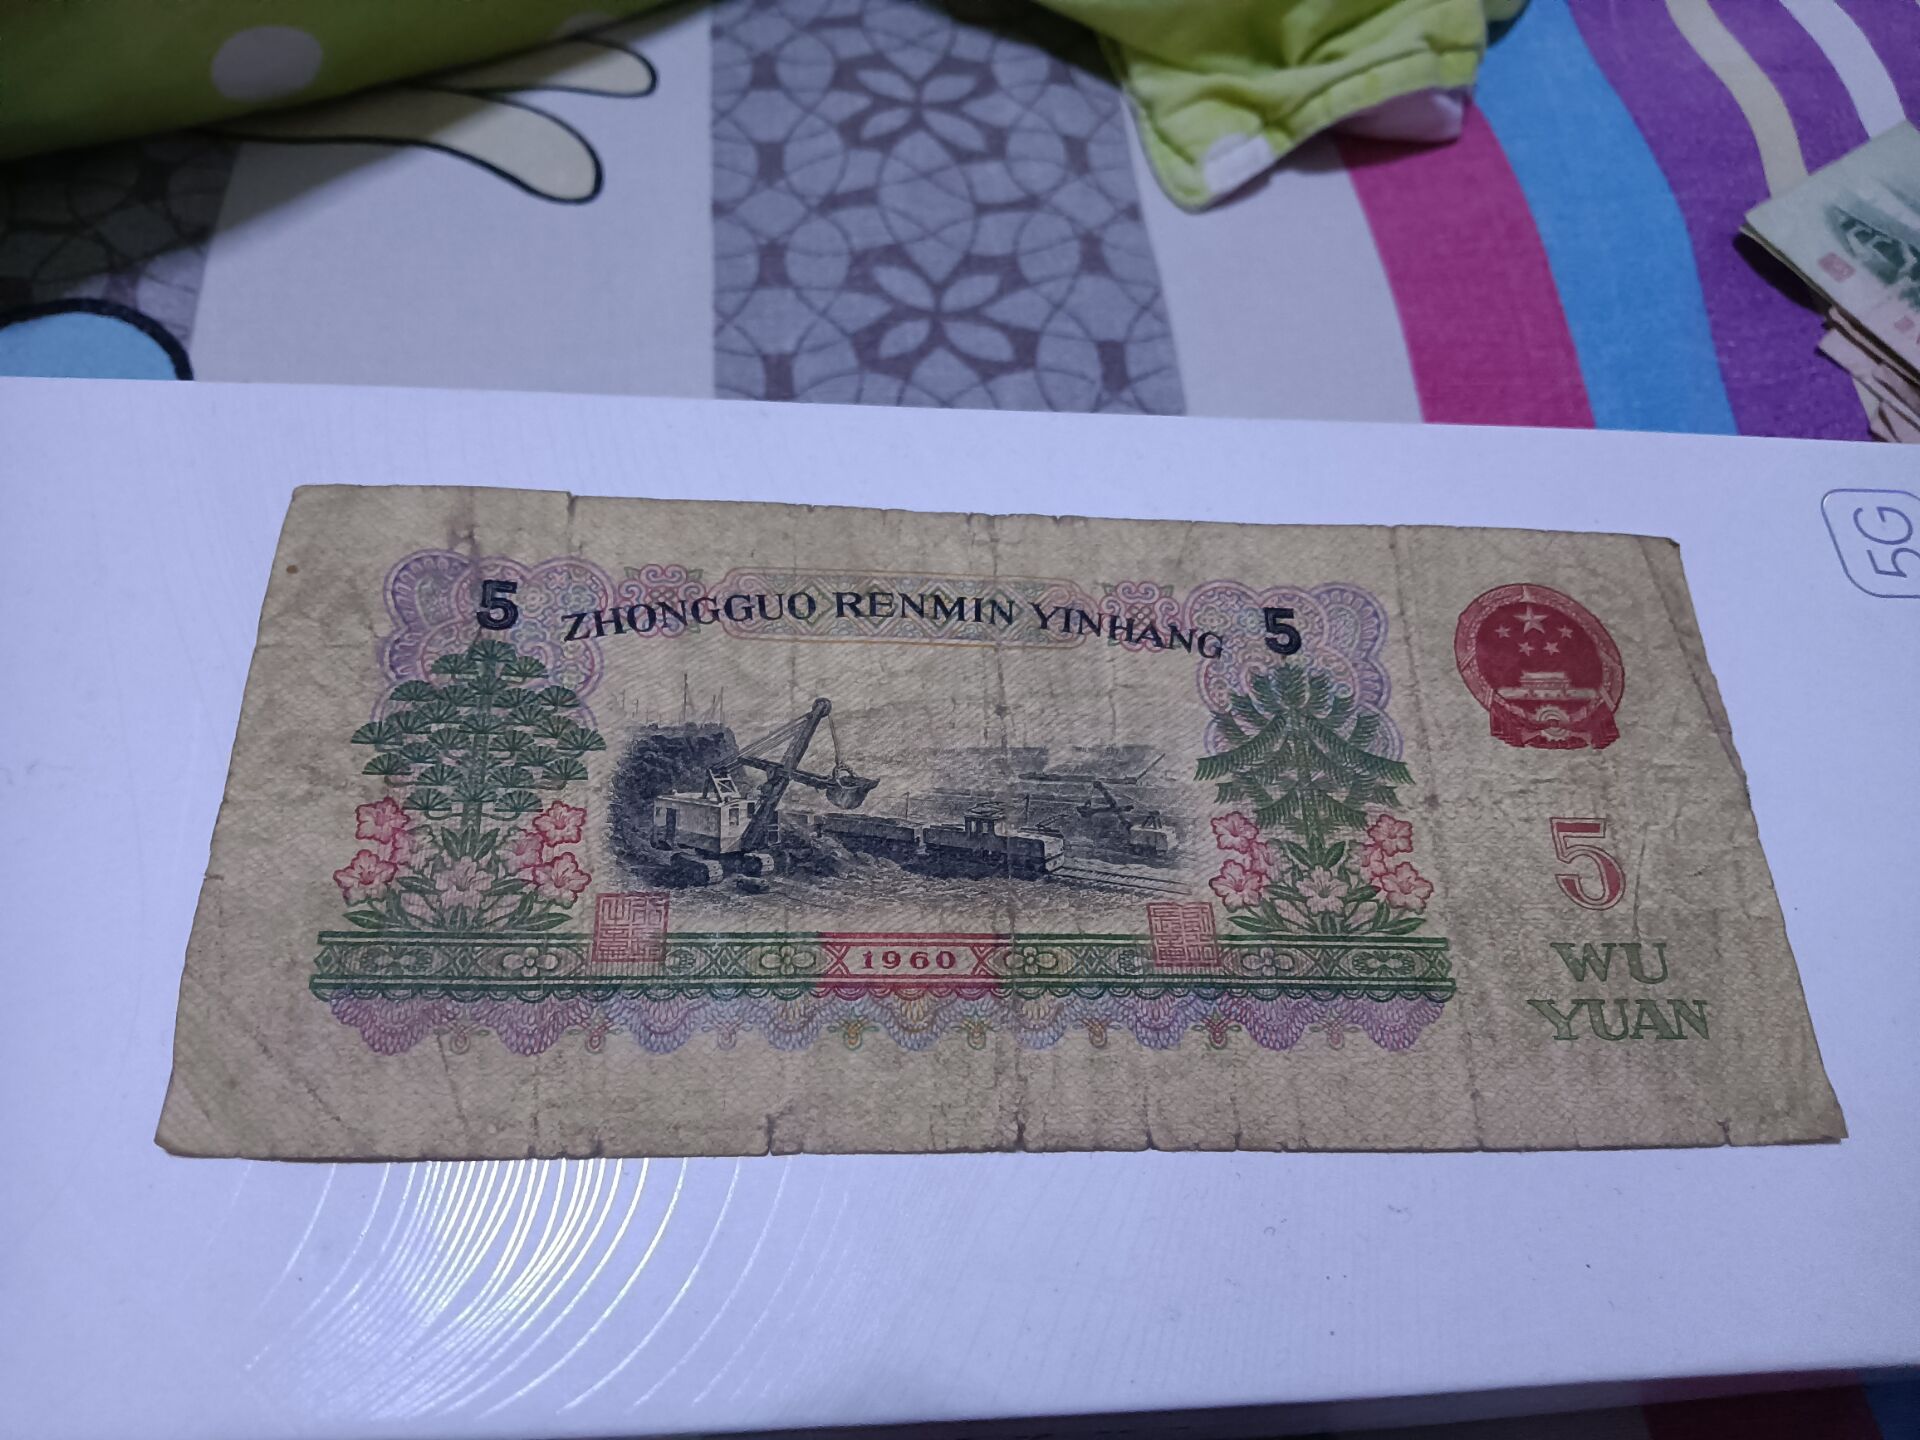 5 ZHONGGUO RENMIN YINHANG 5
5
WU
YUAN
1960
5G